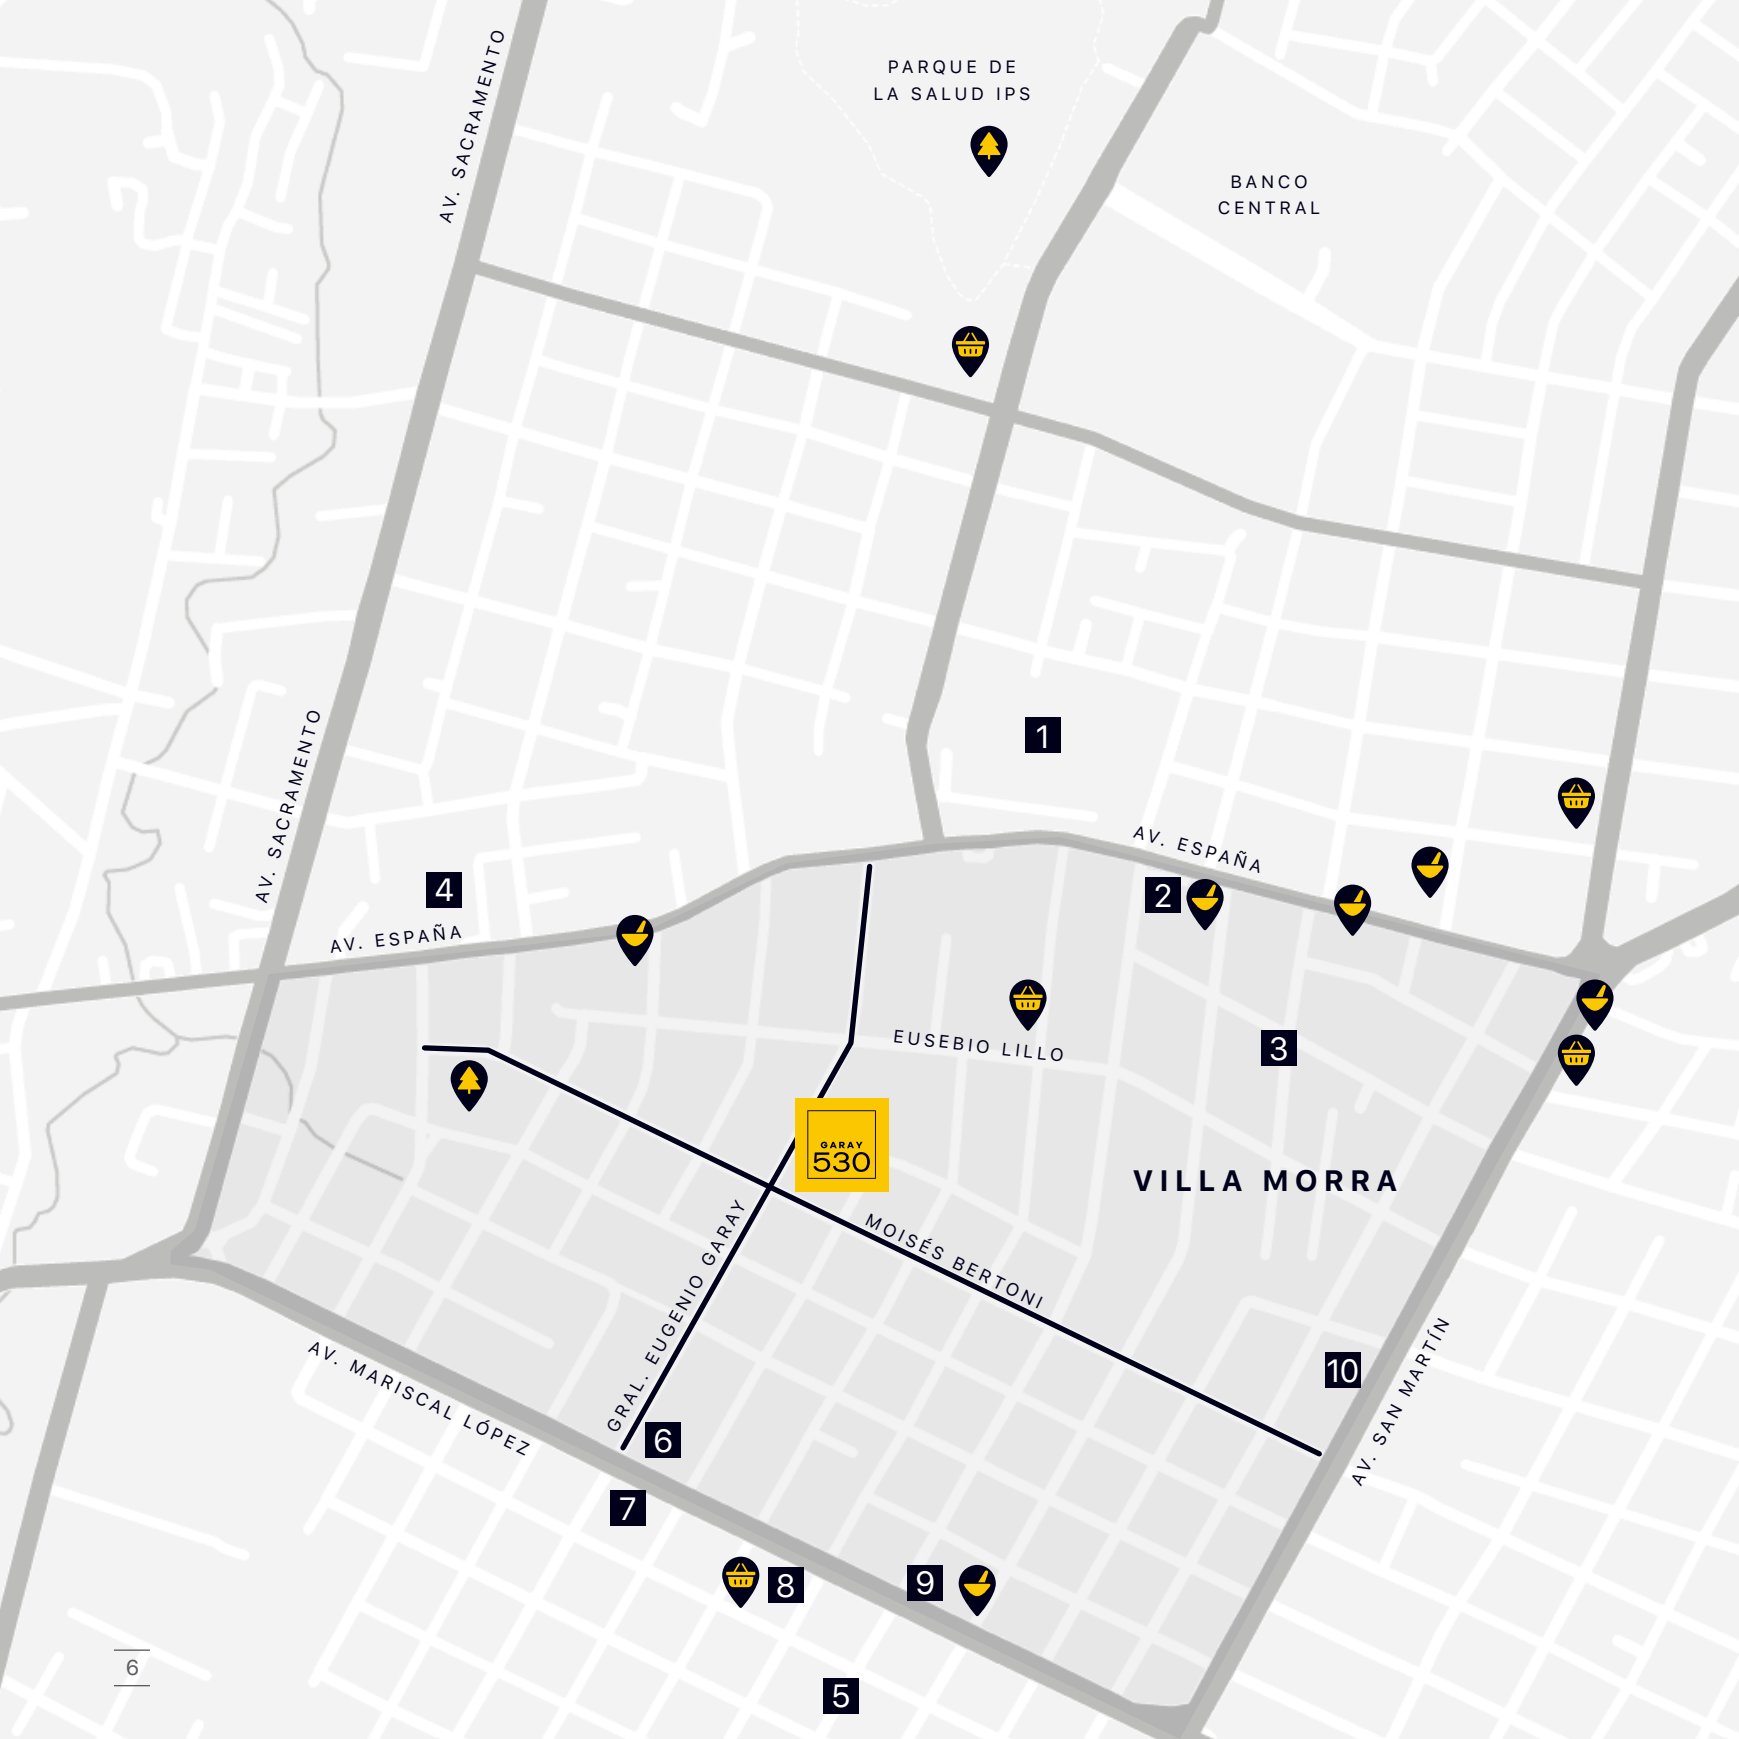 AV. SACRAMENTO
PARQUE DE
LA SALUD IPS
BANCO
CENTRAL
1
AV. SACRAMENTO
AV. ESPAÑA
4
AV. ESPAÑA
2
EUSEBIO LILLO
3
GARAY
530
VILLA MORRA
MOISÉS BERTONI
GRAL. EUGENIO GARAY
AV. MARISCAL LÓPEZ
10
AV. SAN MARTÍN
6
7
8
9
6
5